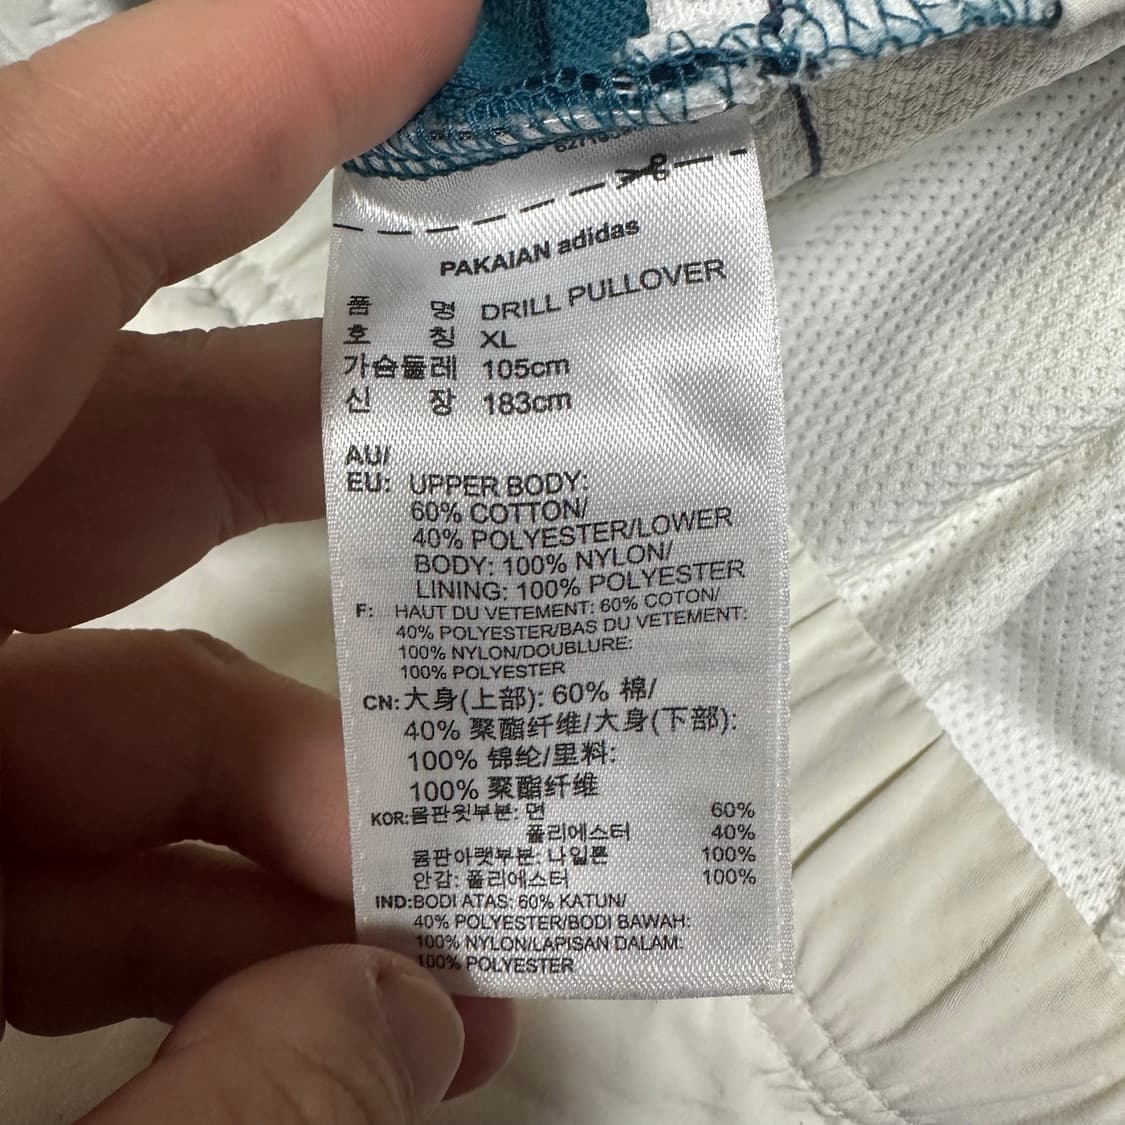 PAKAIAN adidas
품 명 DRILL PULLOVER
호 칭 XL
가슴둘레 105cm
신 장 183cm
AU/
EU: UPPER BODY:
60% COTTON/
40% POLYESTER/LOWER
BODY: 100% NYLON/
LINING: 100% POLYESTER
F: HAUT DU VETEMENT: 60% COTON/
40% POLYESTER/BAS DU VETEMENT:
100% NYLON/DOUBLURE:
100% POLYESTER
CN: 大身(上部): 60% 棉/
40% 聚酯纤维/大身(下部):
100% 锦纶/里料:
100% 聚酯纤维
KOR: 몸판윗부분: 면 60%
폴리에스터 40%
몸판아랫부분: 나일론 100%
안감: 폴리에스터 100%
IND: BODI ATAS: 60% KATUN/
40% POLYESTER/BODI BAWAH:
100% NYLON/LAPISAN DALAM:
100% POLYESTER